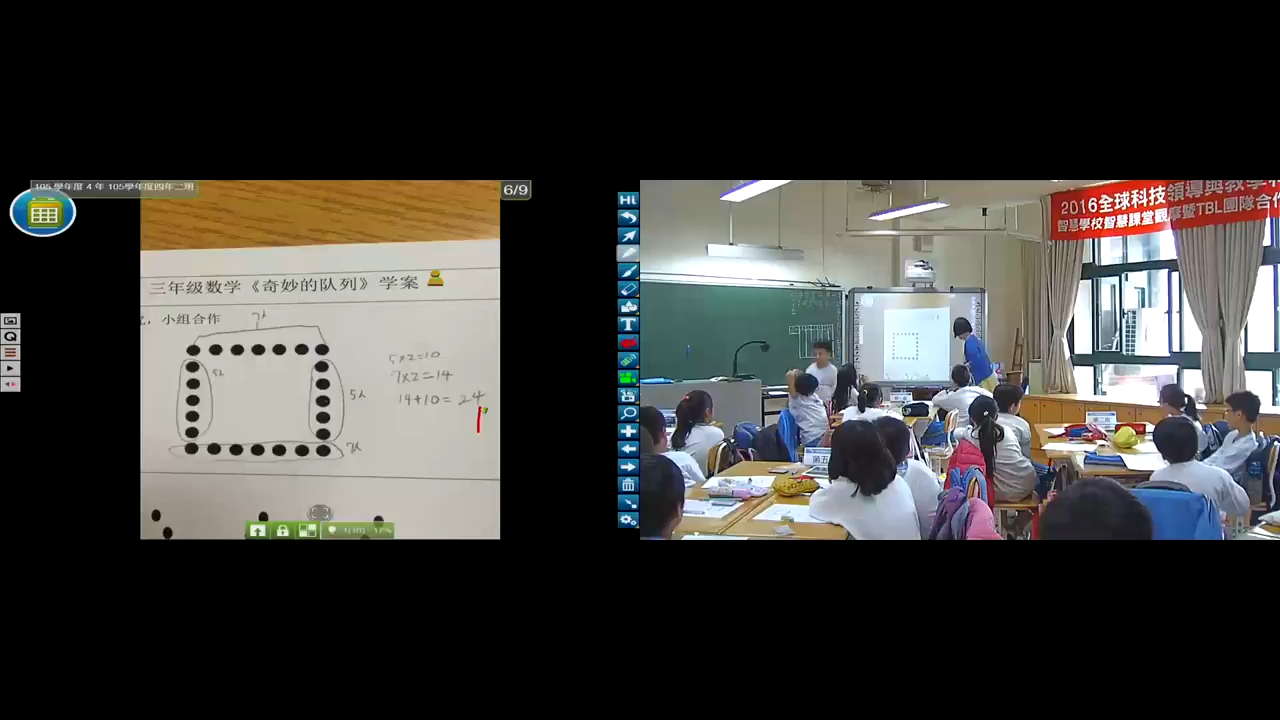 105 學年度 4 年 105學年度四年二班
6/9
三年级数学《奇妙的队列》学案
，小组合作
7人
5人
5人
7人
5×2=10
7×2=14
14+10=24
HL
T
Q
2016全球科技領導與教學
智慧學校智慧課堂觀摩暨TBL團隊合作
第五